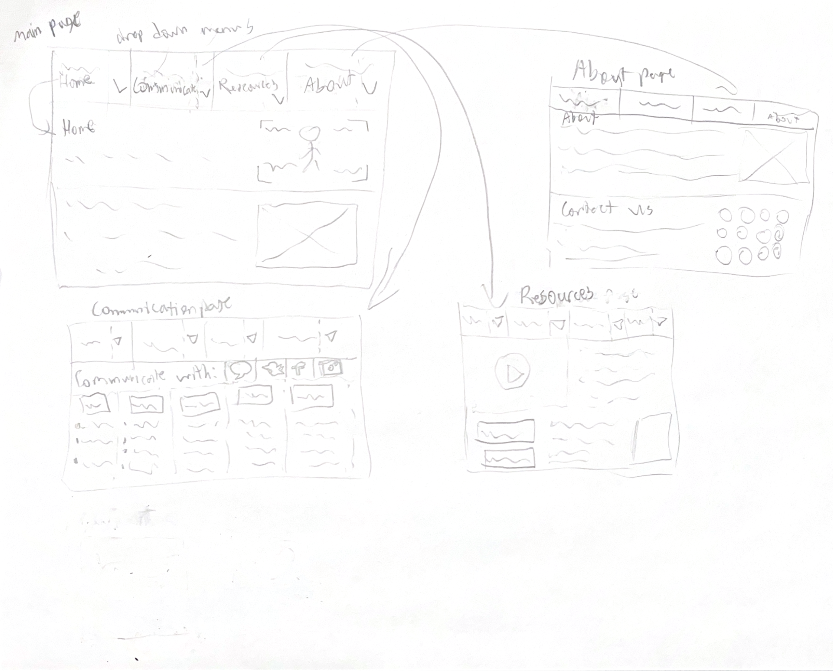 main page
drop down menus
Home
Communicate
Resources
About
Home
About page
About
About
Contact us
Communication page
Communicate with:
Resources page